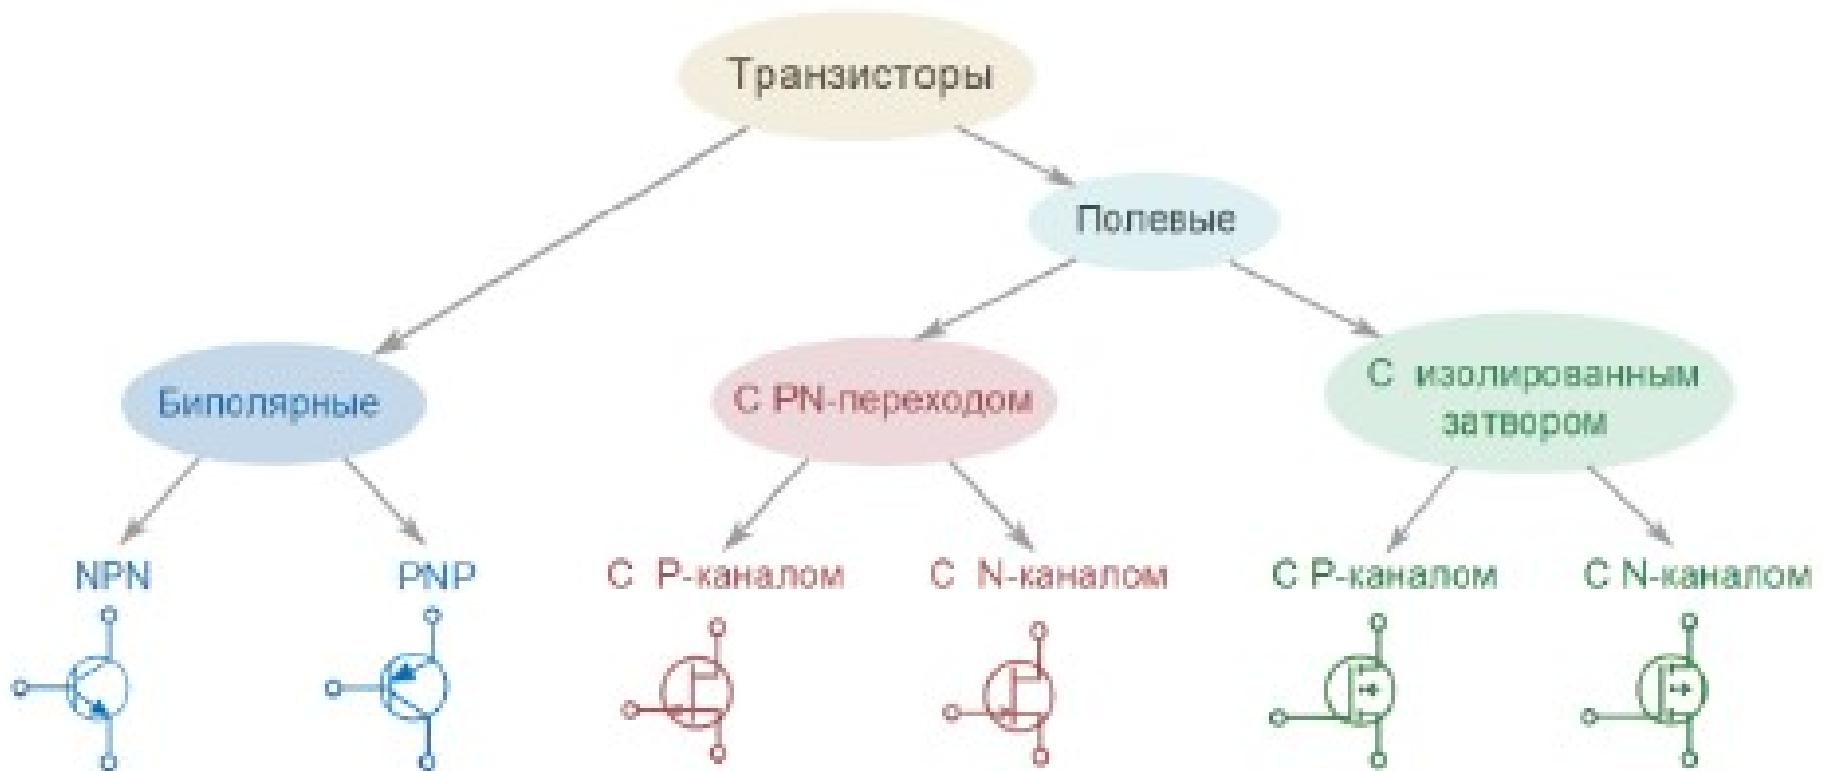 Транзисторы
Полевые
Биполярные
С PN-переходом
С изолированным
затвором
NPN
PNP
С P-каналом
С N-каналом
С P-каналом
С N-каналом